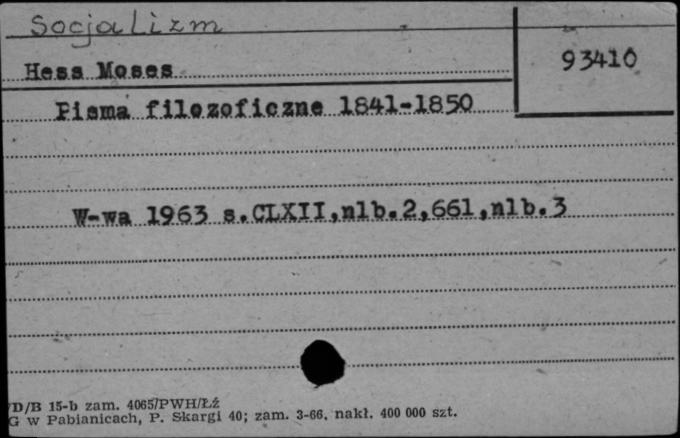 Socjalizm
93410
Hess Moses
Pisma filozoficzne 1841-1850
W-wa 1963 s.CLXII,nlb.2,661,nlb.3
/D/B 15-b zam. 4065/PWH/Łź
G w Pabianicach, P. Skargi 40; zam. 3-66. nakł. 400 000 szt.